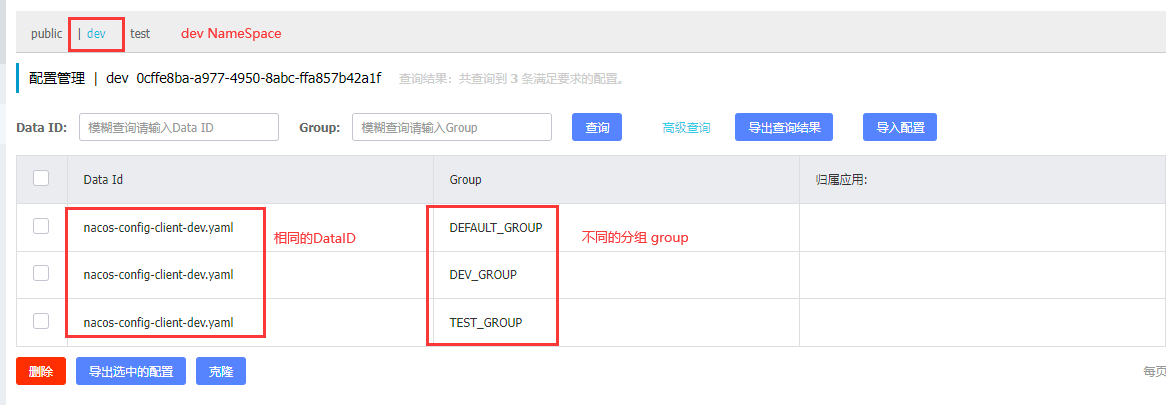 public | dev test dev NameSpace
配置管理 | dev 0cffe8ba-a977-4950-8abc-ffa857b42a1f 查询结果：共查询到 3 条满足要求的配置。
Data ID: 模糊查询请输入Data ID Group: 模糊查询请输入Group 查询 高级查询 导出查询结果 导入配置
Data Id Group 归属应用:
nacos-config-client-dev.yaml 相同的DataID DEFAULT_GROUP 不同的分组 group
nacos-config-client-dev.yaml DEV_GROUP
nacos-config-client-dev.yaml TEST_GROUP
删除 导出选中的配置 克隆 每页